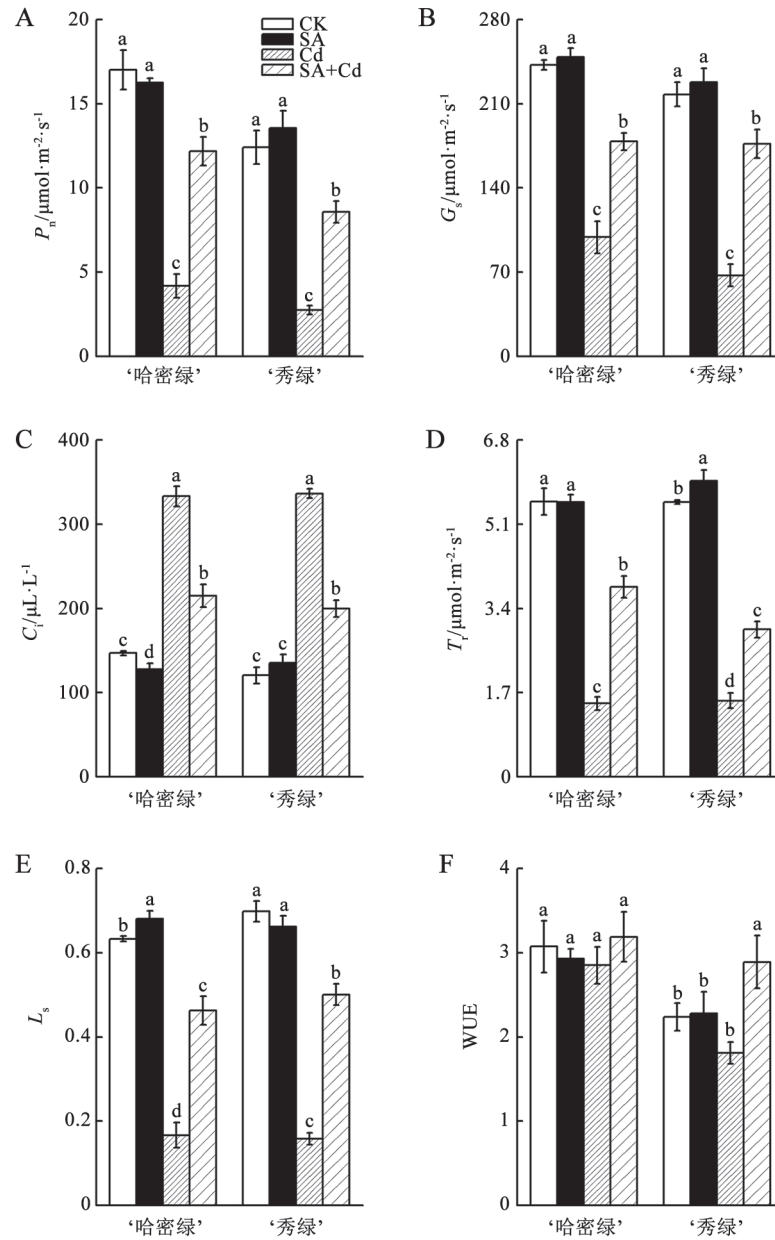 A
B
20
15
10
5
0
Pn/μmol·m-2·s-1
a a c b a a c b
CK
SA
Cd
SA+Cd
‘哈密绿’ ‘秀绿’
280
210
140
70
0
Gs/μmol·m-2·s-1
a a c b a a c b
‘哈密绿’ ‘秀绿’
C
400
300
200
100
0
Ci/μL·L-1
c d a b c c a b
‘哈密绿’ ‘秀绿’
D
6.8
5.1
3.4
1.7
0
Tr/μmol·m-2·s-1
a a c b b a d c
‘哈密绿’ ‘秀绿’
E
0.8
0.6
0.4
0.2
0
Ls
b a d c a a c b
‘哈密绿’ ‘秀绿’
F
4
3
2
1
0
WUE
a a a a b b b a
‘哈密绿’ ‘秀绿’